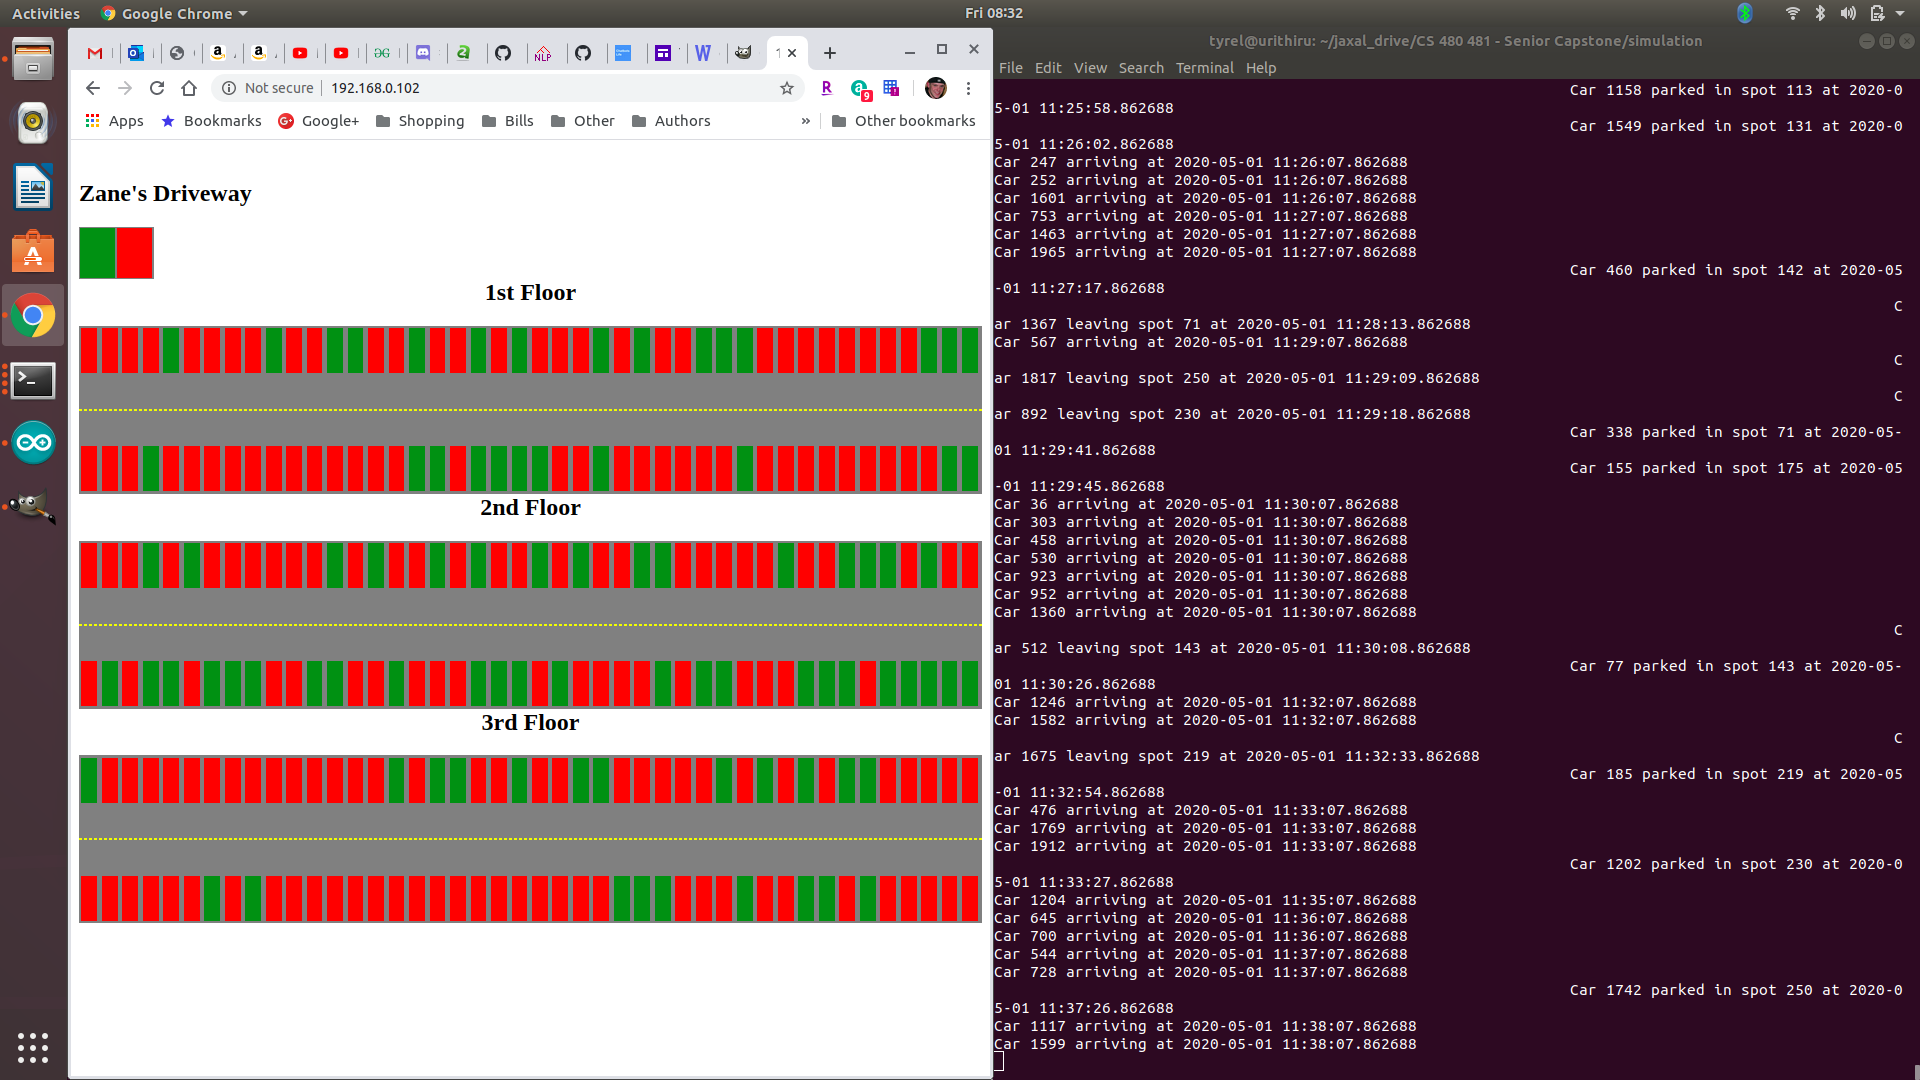 Activities
Google Chrome
Fri 08:32
NLP
Not secure
192.168.0.102
9
Apps
Bookmarks
Google+
Shopping
Bills
Other
Authors
»
Other bookmarks
Zane's Driveway
1st Floor
2nd Floor
3rd Floor
tyrel@urithiru: ~/jaxal_drive/CS 480 481 - Senior Capstone/simulation
File Edit View Search Terminal Help
Car 1158 parked in spot 113 at 2020-0
5-01 11:25:58.862688
Car 1549 parked in spot 131 at 2020-0
5-01 11:26:02.862688
Car 247 arriving at 2020-05-01 11:26:07.862688
Car 252 arriving at 2020-05-01 11:26:07.862688
Car 1601 arriving at 2020-05-01 11:26:07.862688
Car 753 arriving at 2020-05-01 11:27:07.862688
Car 1463 arriving at 2020-05-01 11:27:07.862688
Car 1965 arriving at 2020-05-01 11:27:07.862688
Car 460 parked in spot 142 at 2020-05
-01 11:27:17.862688
C
ar 1367 leaving spot 71 at 2020-05-01 11:28:13.862688
Car 567 arriving at 2020-05-01 11:29:07.862688
C
ar 1817 leaving spot 250 at 2020-05-01 11:29:09.862688
C
ar 892 leaving spot 230 at 2020-05-01 11:29:18.862688
Car 338 parked in spot 71 at 2020-05-
01 11:29:41.862688
Car 155 parked in spot 175 at 2020-05
-01 11:29:45.862688
Car 36 arriving at 2020-05-01 11:30:07.862688
Car 303 arriving at 2020-05-01 11:30:07.862688
Car 458 arriving at 2020-05-01 11:30:07.862688
Car 530 arriving at 2020-05-01 11:30:07.862688
Car 923 arriving at 2020-05-01 11:30:07.862688
Car 952 arriving at 2020-05-01 11:30:07.862688
Car 1360 arriving at 2020-05-01 11:30:07.862688
C
ar 512 leaving spot 143 at 2020-05-01 11:30:08.862688
Car 77 parked in spot 143 at 2020-05-
01 11:30:26.862688
Car 1246 arriving at 2020-05-01 11:32:07.862688
Car 1582 arriving at 2020-05-01 11:32:07.862688
C
ar 1675 leaving spot 219 at 2020-05-01 11:32:33.862688
Car 185 parked in spot 219 at 2020-05
-01 11:32:54.862688
Car 476 arriving at 2020-05-01 11:33:07.862688
Car 1769 arriving at 2020-05-01 11:33:07.862688
Car 1912 arriving at 2020-05-01 11:33:07.862688
Car 1202 parked in spot 230 at 2020-0
5-01 11:33:27.862688
Car 1204 arriving at 2020-05-01 11:35:07.862688
Car 645 arriving at 2020-05-01 11:36:07.862688
Car 700 arriving at 2020-05-01 11:36:07.862688
Car 544 arriving at 2020-05-01 11:37:07.862688
Car 728 arriving at 2020-05-01 11:37:07.862688
Car 1742 parked in spot 250 at 2020-0
5-01 11:37:26.862688
Car 1117 arriving at 2020-05-01 11:38:07.862688
Car 1599 arriving at 2020-05-01 11:38:07.862688